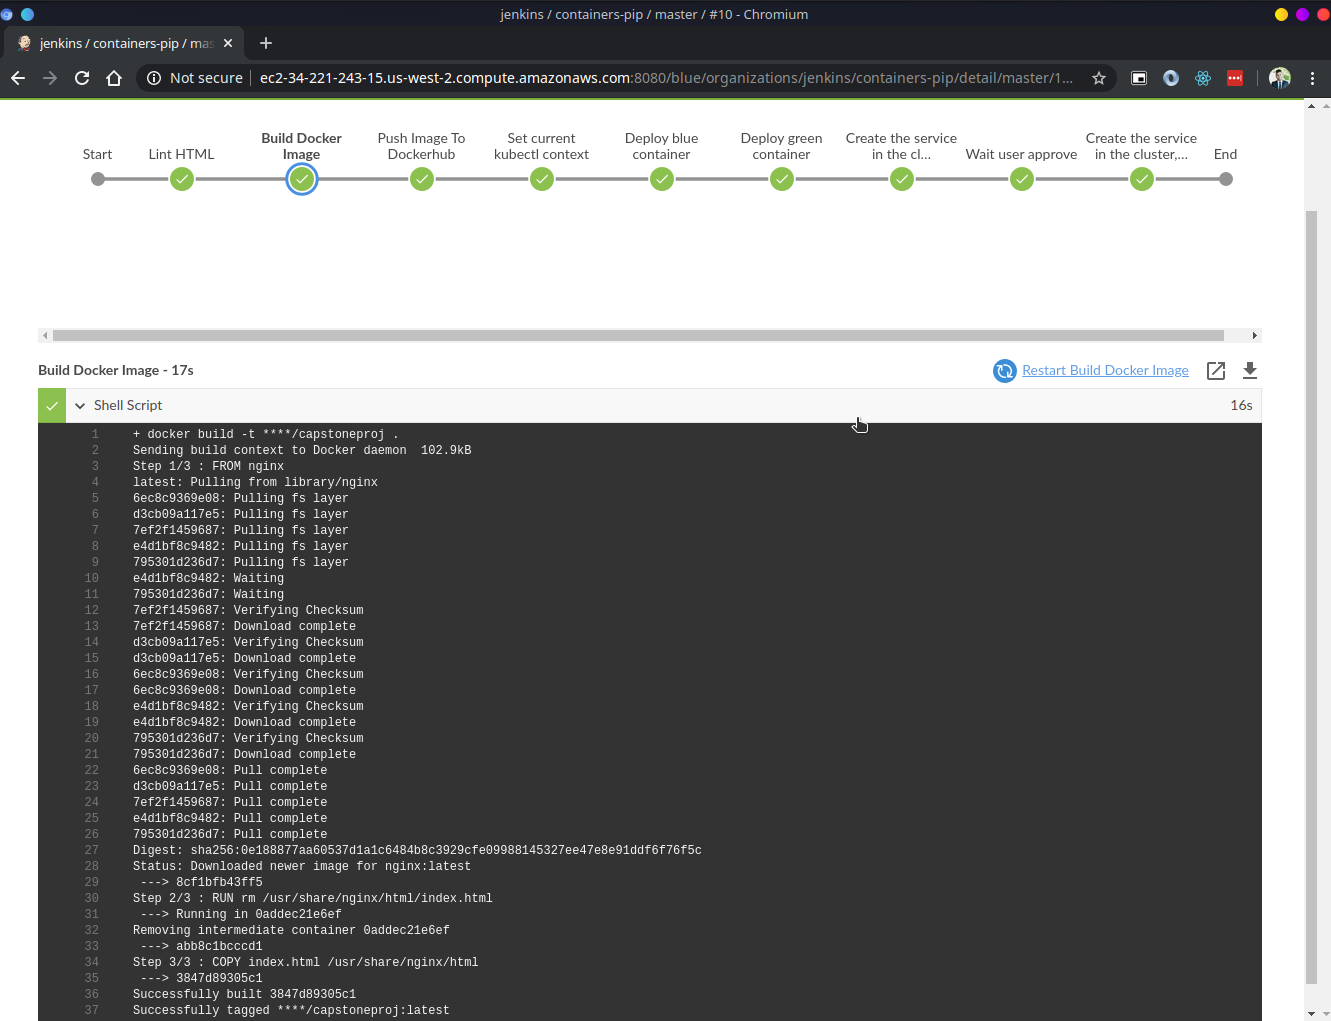 jenkins / containers-pip / master / #10 - Chromium
jenkins / containers-pip / mas
Not secure | ec2-34-221-243-15.us-west-2.compute.amazonaws.com:8080/blue/organizations/jenkins/containers-pip/detail/master/1...
Start
Lint HTML
Build Docker
Image
Push Image To
Dockerhub
Set current
kubectl context
Deploy blue
container
Deploy green
container
Create the service
in the cl...
Wait user approve
Create the service
in the cluster,...
End
Build Docker Image - 17s
Restart Build Docker Image
Shell Script
16s
1 + docker build -t ****/capstoneproj .
2 Sending build context to Docker daemon  102.9kB
3 Step 1/3 : FROM nginx
4 latest: Pulling from library/nginx
5 6ec8c9369e08: Pulling fs layer
6 d3cb09a117e5: Pulling fs layer
7 7ef2f1459687: Pulling fs layer
8 e4d1bf8c9482: Pulling fs layer
9 795301d236d7: Pulling fs layer
10 e4d1bf8c9482: Waiting
11 795301d236d7: Waiting
12 7ef2f1459687: Verifying Checksum
13 7ef2f1459687: Download complete
14 d3cb09a117e5: Verifying Checksum
15 d3cb09a117e5: Download complete
16 6ec8c9369e08: Verifying Checksum
17 6ec8c9369e08: Download complete
18 e4d1bf8c9482: Verifying Checksum
19 e4d1bf8c9482: Download complete
20 795301d236d7: Verifying Checksum
21 795301d236d7: Download complete
22 6ec8c9369e08: Pull complete
23 d3cb09a117e5: Pull complete
24 7ef2f1459687: Pull complete
25 e4d1bf8c9482: Pull complete
26 795301d236d7: Pull complete
27 Digest: sha256:0e188877aa60537d1a1c6484b8c3929cfe09988145327ee47e8e91ddf6f76f5c
28 Status: Downloaded newer image for nginx:latest
29 ---> 8cf1bfb43ff5
30 Step 2/3 : RUN rm /usr/share/nginx/html/index.html
31 ---> Running in 0addec21e6ef
32 Removing intermediate container 0addec21e6ef
33 ---> abb8c1bcccd1
34 Step 3/3 : COPY index.html /usr/share/nginx/html
35 ---> 3847d89305c1
36 Successfully built 3847d89305c1
37 Successfully tagged ****/capstoneproj:latest